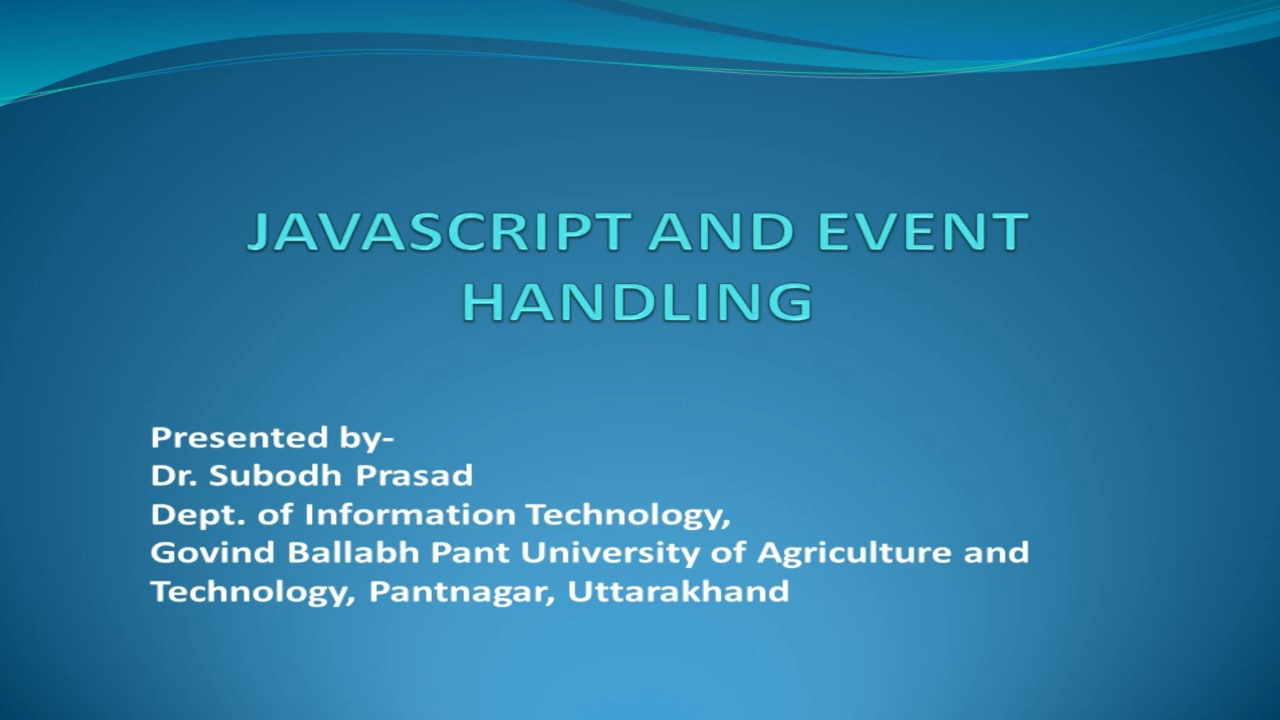 JAVASCRIPT AND EVENT
HANDLING
Presented by-
Dr. Subodh Prasad
Dept. of Information Technology,
Govind Ballabh Pant University of Agriculture and
Technology, Pantnagar, Uttarakhand